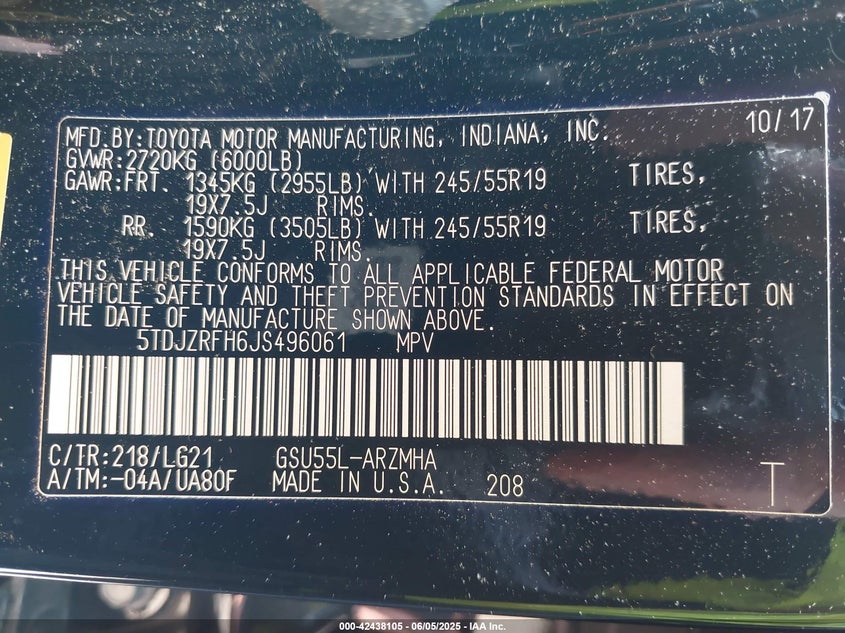 MFD.BY:TOYOTA MOTOR MANUFACTURING, INDIANA, INC. 10/17
GVWR:2720KG (6000LB)
GAWR:FRT. 1345KG (2955LB) WITH 245/55R19 TIRES,
19X7.5J RIMS.
RR. 1590KG (3505LB) WITH 245/55R19 TIRES,
19X7.5J RIMS.
THIS VEHICLE CONFORMS TO ALL APPLICABLE FEDERAL MOTOR
VEHICLE SAFETY AND THEFT PREVENTION STANDARDS IN EFFECT ON
THE DATE OF MANUFACTURE SHOWN ABOVE.
5TDJZRFH6JS496061 MPV
C/TR:218/LG21 GSU55L-ARZMHA
A/TM:-04A/UA80F MADE IN U.S.A. 208 T
000-42438105 - 06/05/2025 - IAA Inc.